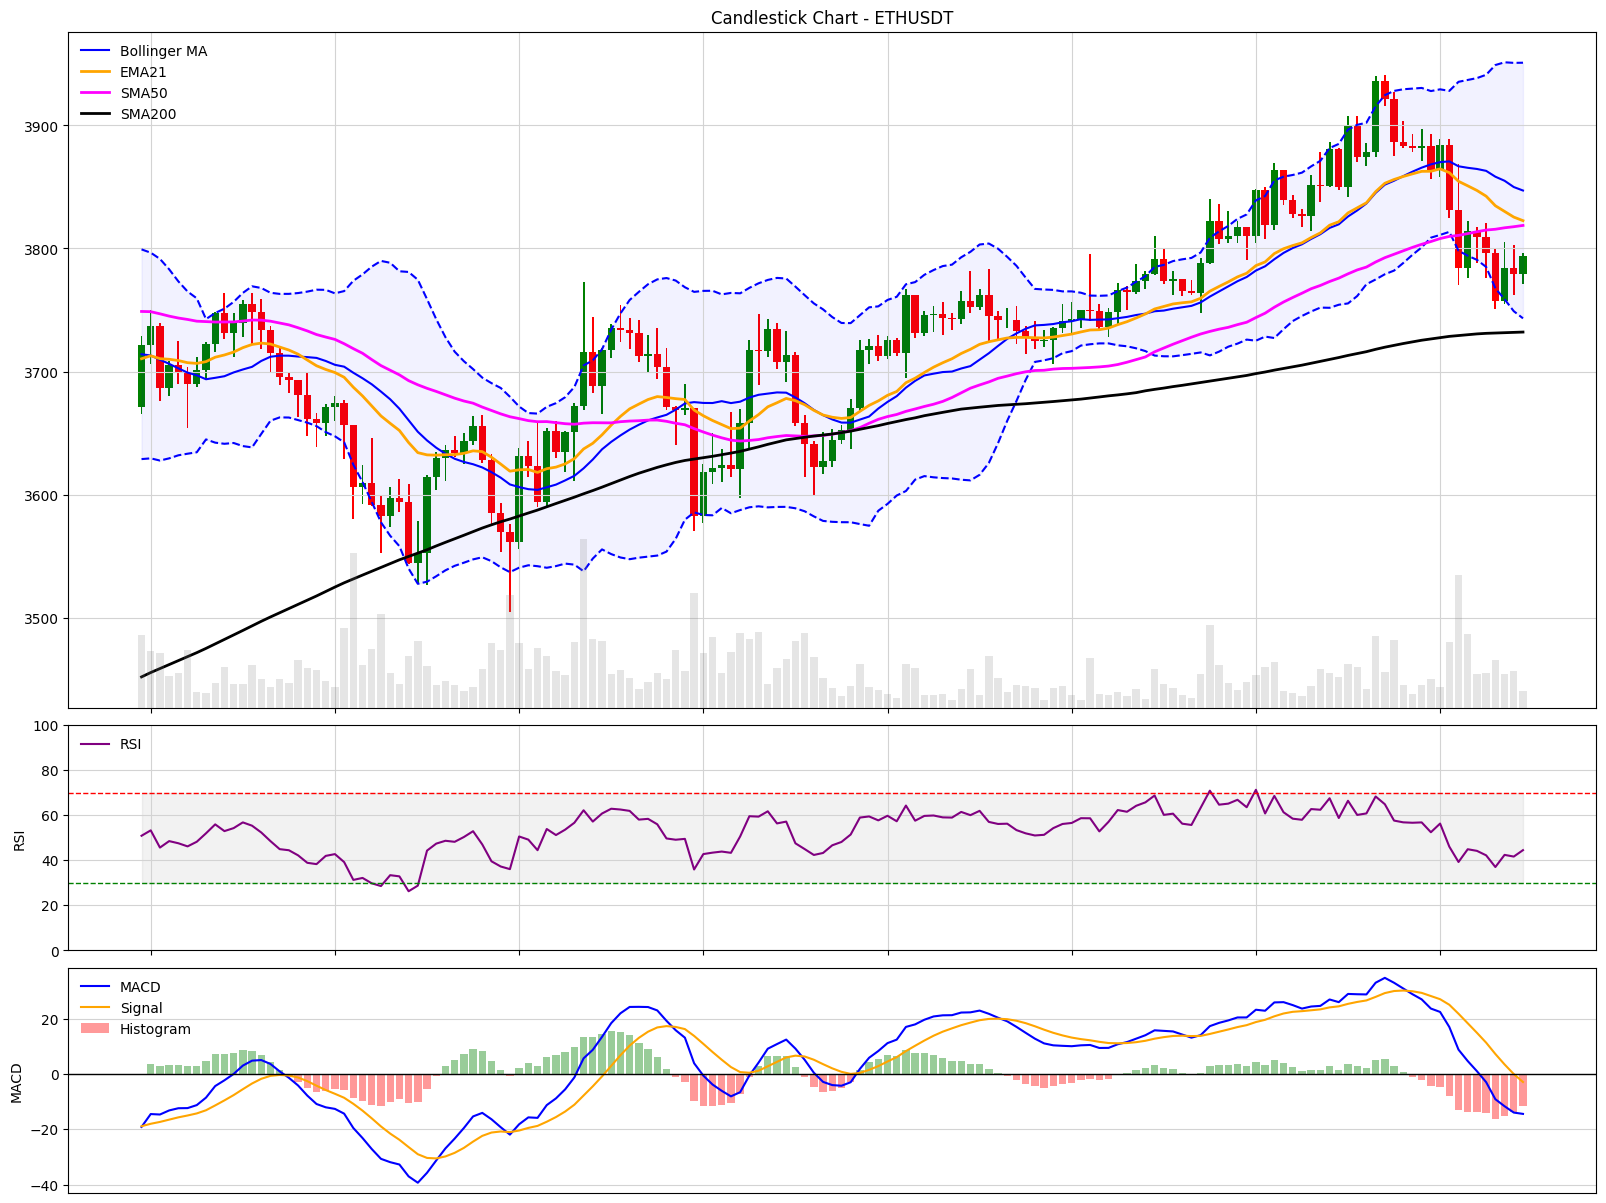 Candlestick Chart - ETHUSDT
Bollinger MA
EMA21
SMA50
SMA200
3900
3800
3700
3600
3500
RSI
100
80
60
40
20
0
RSI
MACD
Signal
Histogram
20
0
−20
−40
MACD